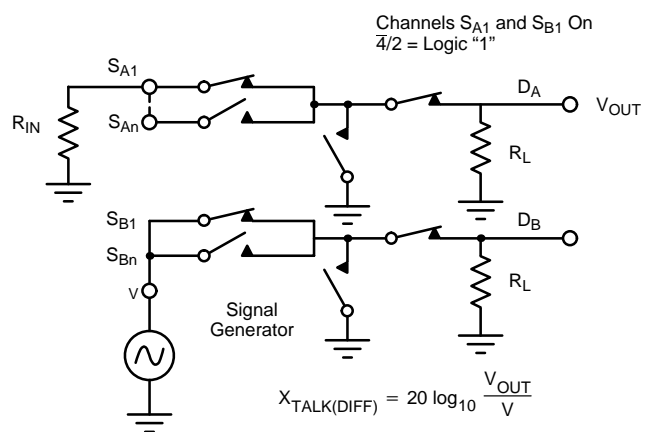 Channels S_A1 and S_B1 On
4̅/2 = Logic “1”
S_A1
S_An
R_IN
D_A
V_OUT
R_L
S_B1
S_Bn
D_B
R_L
V
Signal
Generator
X_TALK(DIFF) = 20 log_10 V_OUT/V